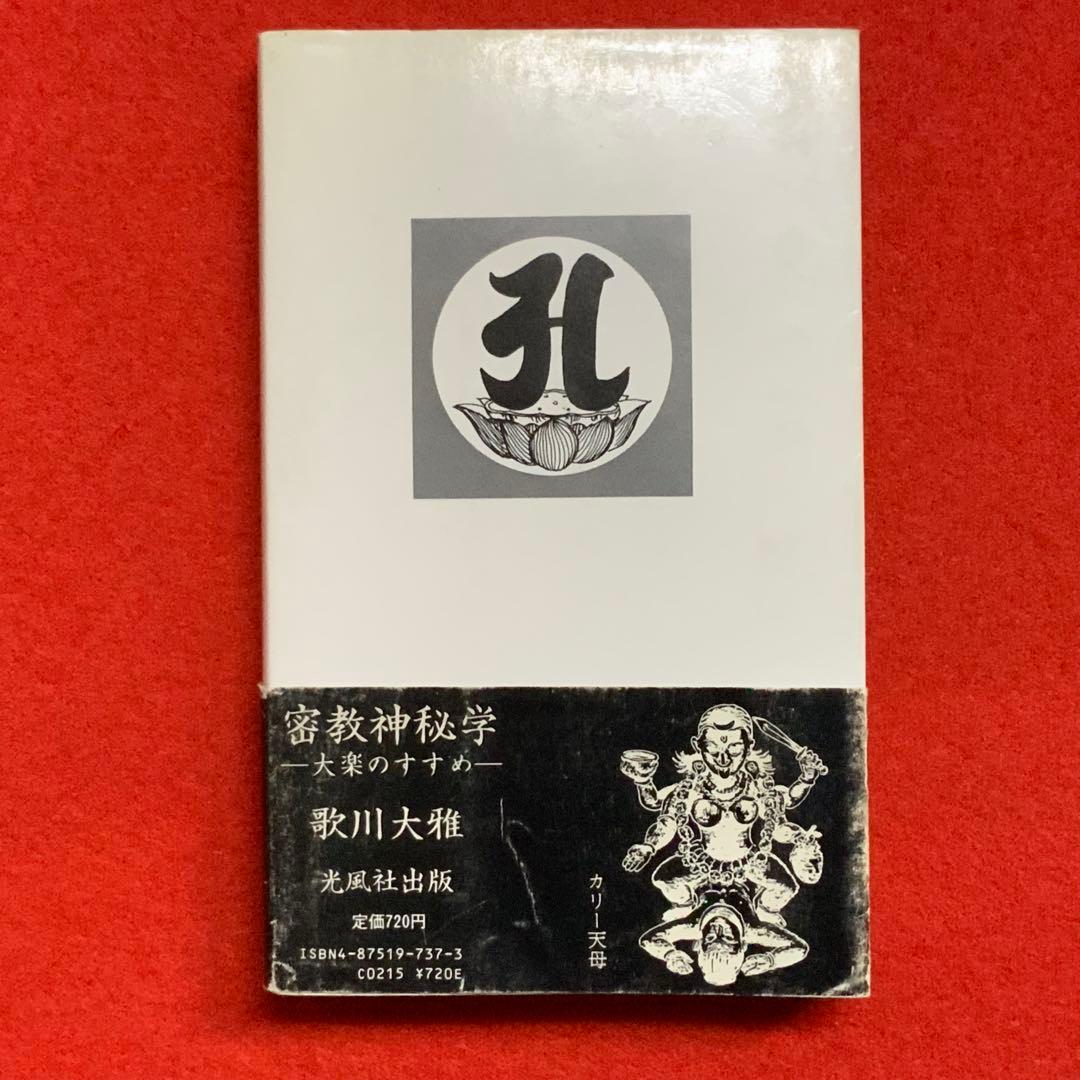 𑖀
密教神秘学
―大楽のすすめ―
歌川大雅
光風社出版
定価720円
ISBN4-87519-737-3
C0215 ¥720E
カリー天母